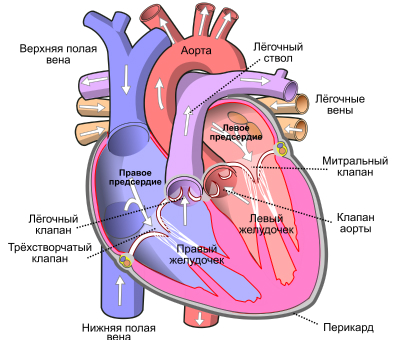 Верхняя полая
вена
Аорта
Лёгочный
ствол
Лёгочные
вены
Левое
предсердие
Митральный
клапан
Правое
предсердие
Лёгочный
клапан
Трёхстворчатый
клапан
Левый
желудочек
Клапан
аорты
Правый
желудочек
Нижняя полая
вена
Перикард